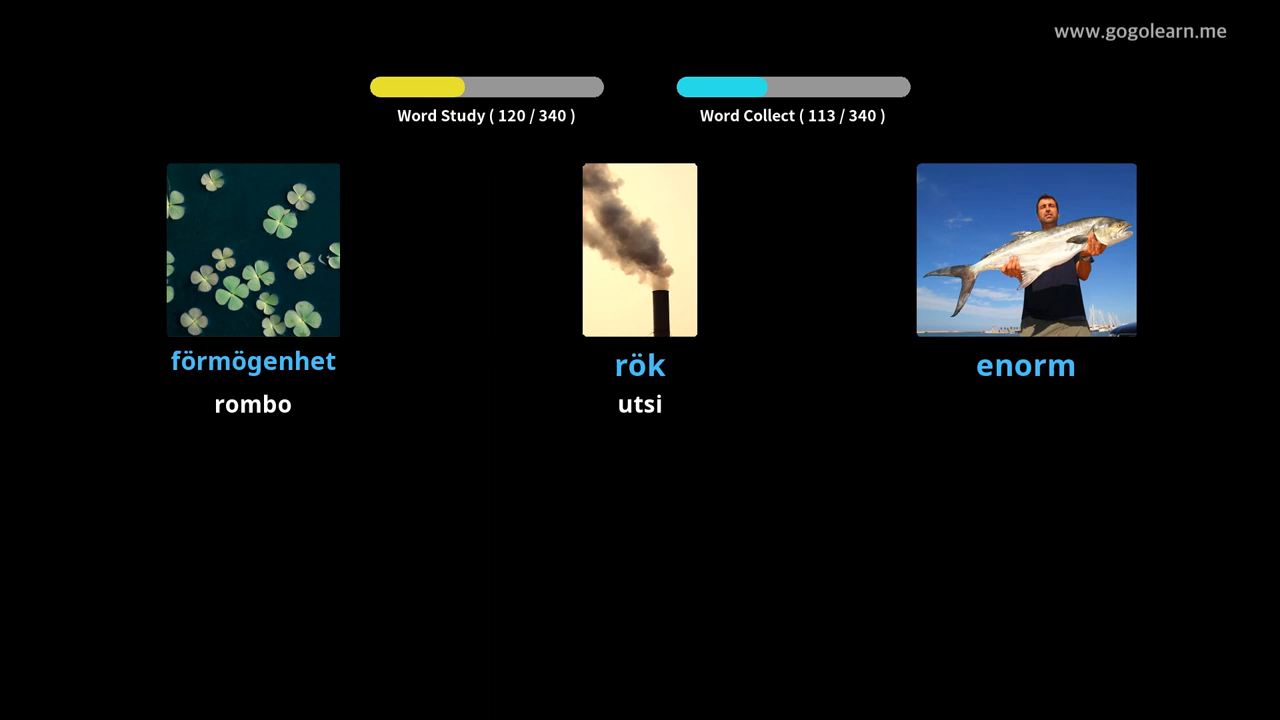 www.gogolearn.me
Word Study ( 120 / 340 )
Word Collect ( 113 / 340 )
förmögenhet
rombo
rök
utsi
enorm